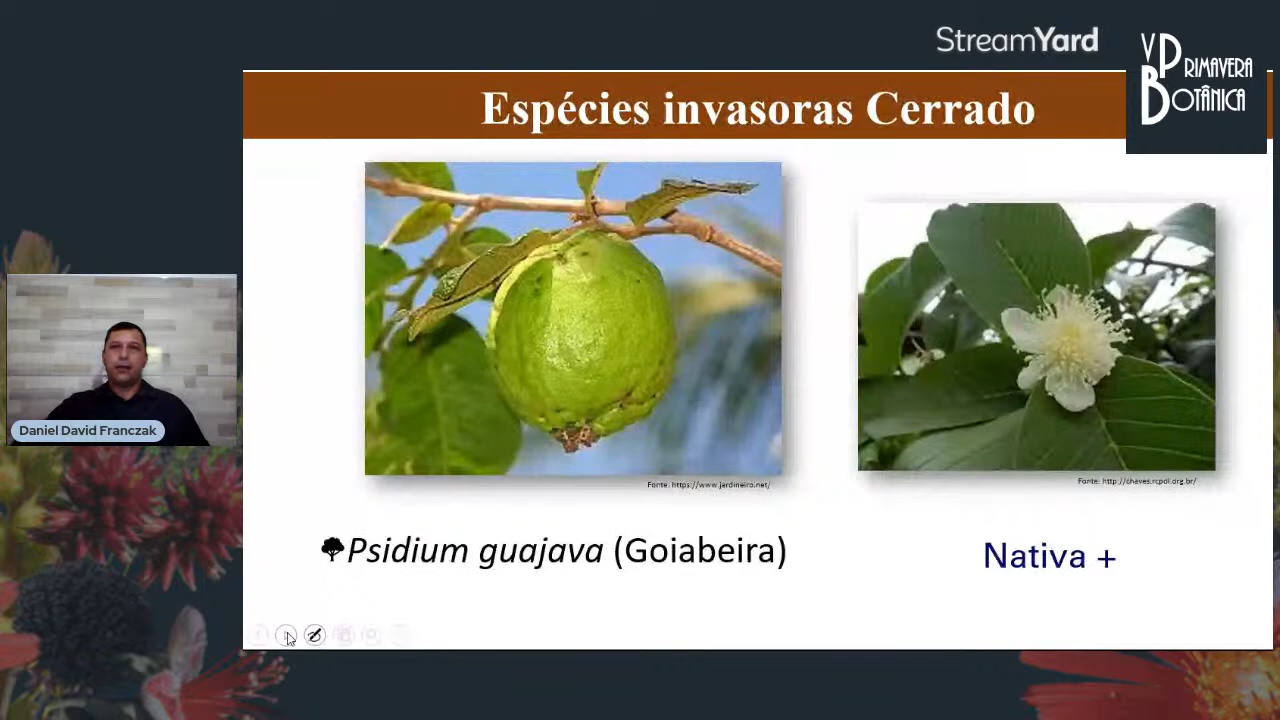 StreamYard
V PRIMAVERA
BOTÂNICA
Espécies invasoras Cerrado
Daniel David Franczak
Fonte: https://www.jardineiro.net/
Fonte: http://chaves.rcpol.org.br/
Psidium guajava (Goiabeira)
Nativa +